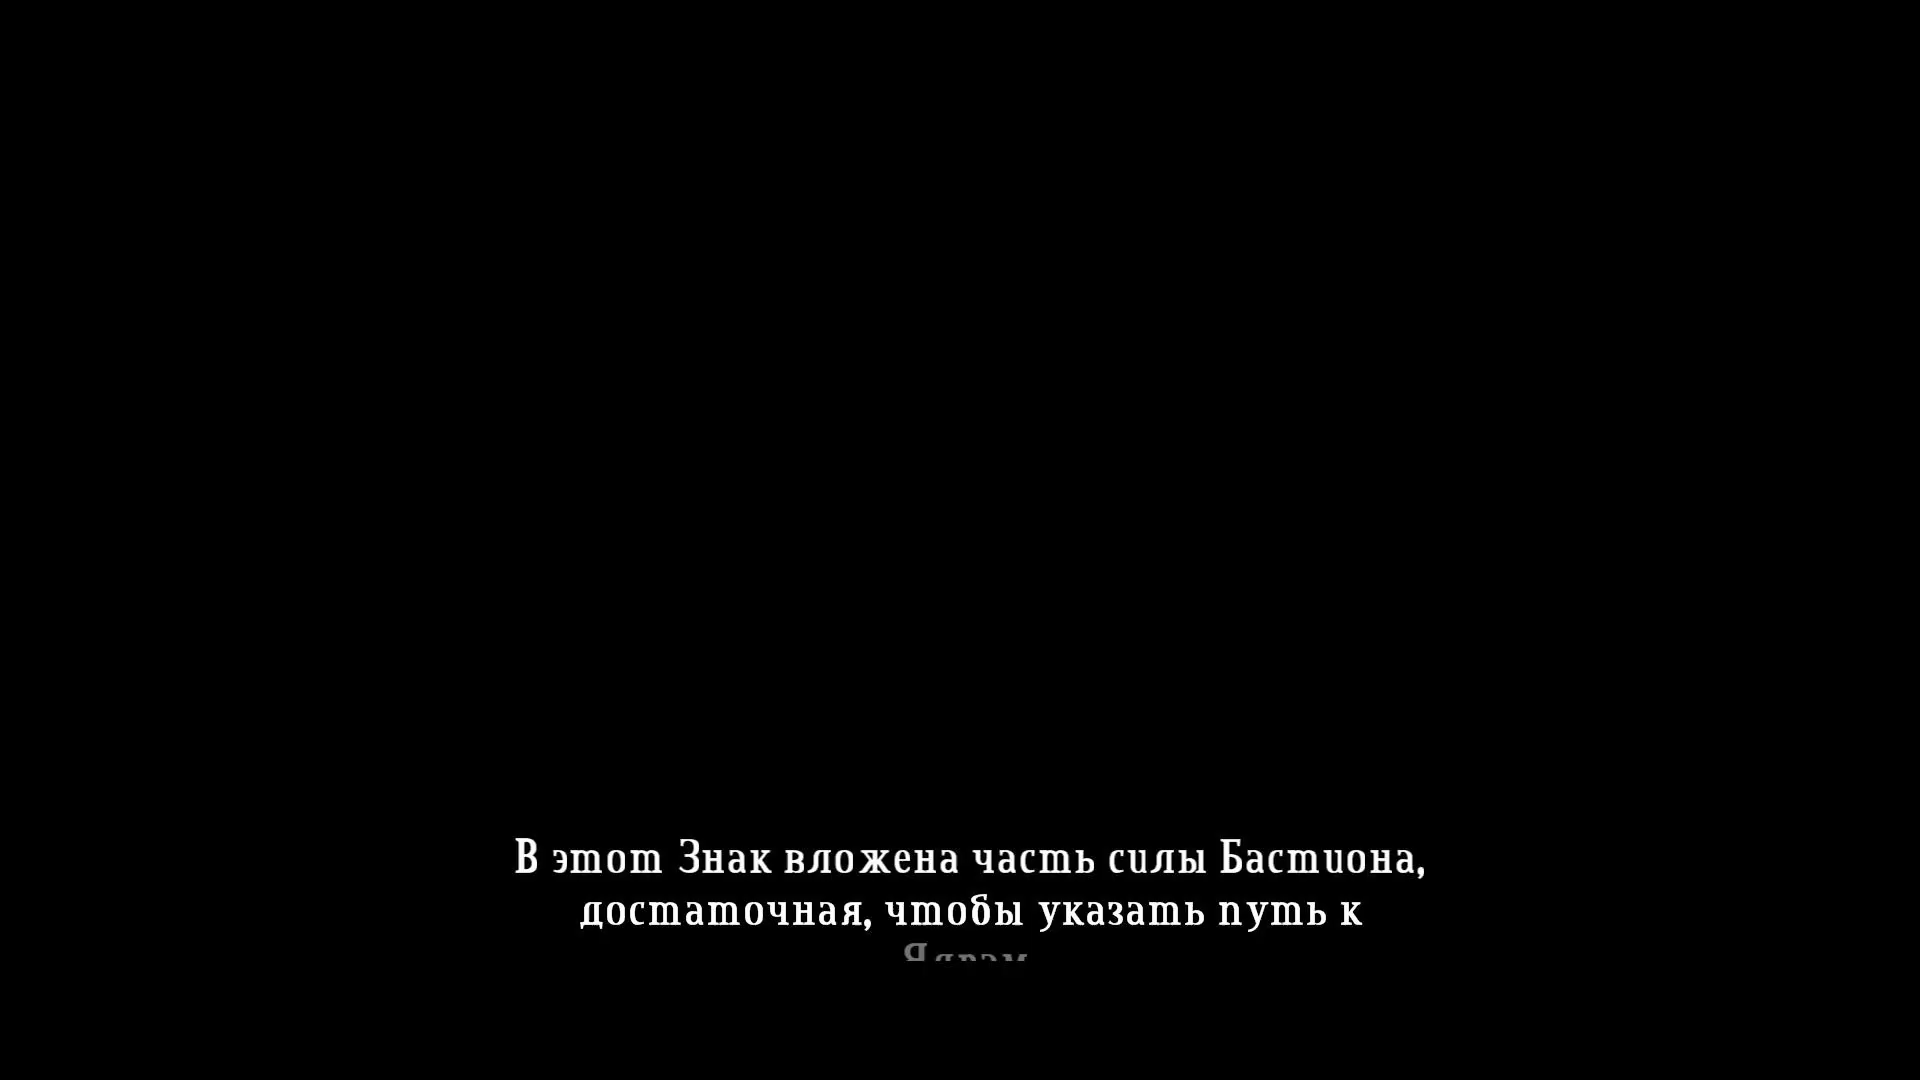 В этот Знак вложена часть силы Бастиона,
достаточная, чтобы указать путь к